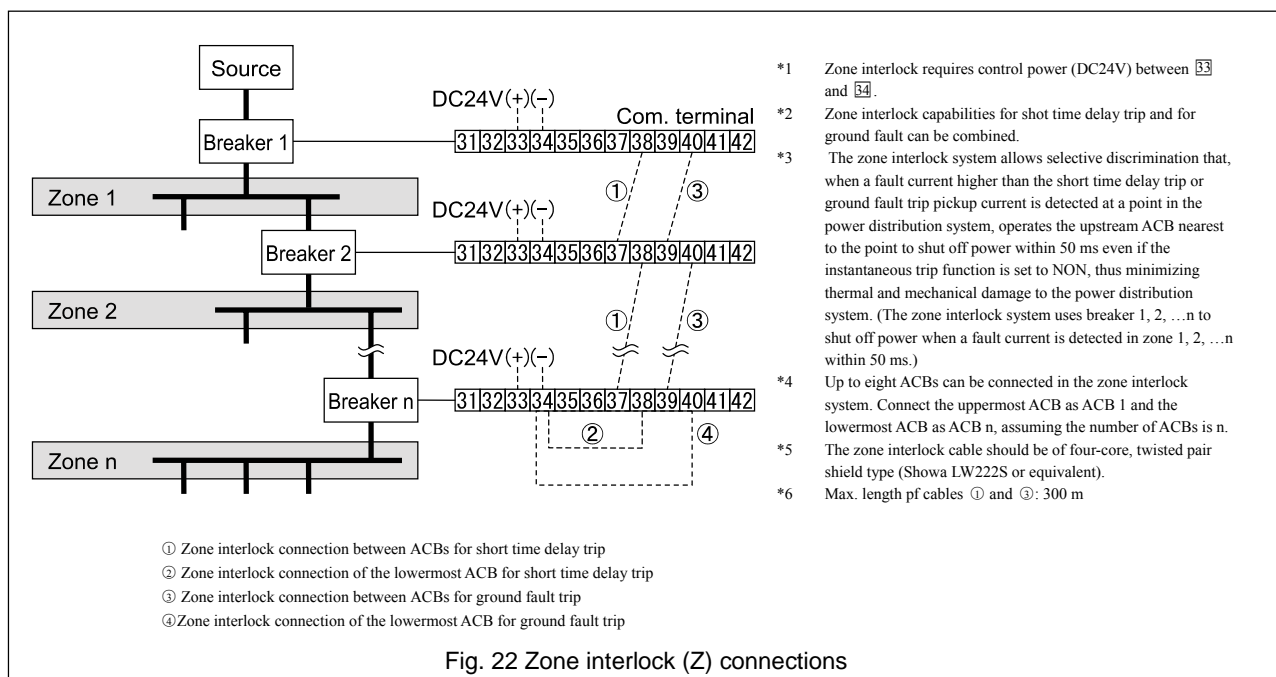 Source
DC24V(+)(-)
Com. terminal
Breaker 1
31 32 33 34 35 36 37 38 39 40 41 42
Zone 1
① ③
DC24V(+)(-)
Breaker 2
31 32 33 34 35 36 37 38 39 40 41 42
Zone 2
① ③
DC24V(+)(-)
Breaker n
31 32 33 34 35 36 37 38 39 40 41 42
② ④
Zone n
*1 Zone interlock requires control power (DC24V) between 33
and 34.
*2 Zone interlock capabilities for shot time delay trip and for
ground fault can be combined.
*3 The zone interlock system allows selective discrimination that,
when a fault current higher than the short time delay trip or
ground fault trip pickup current is detected at a point in the
power distribution system, operates the upstream ACB nearest
to the point to shut off power within 50 ms even if the
instantaneous trip function is set to NON, thus minimizing
thermal and mechanical damage to the power distribution
system. (The zone interlock system uses breaker 1, 2, …n to
shut off power when a fault current is detected in zone 1, 2, …n
within 50 ms.)
*4 Up to eight ACBs can be connected in the zone interlock
system. Connect the uppermost ACB as ACB 1 and the
lowermost ACB as ACB n, assuming the number of ACBs is n.
*5 The zone interlock cable should be of four-core, twisted pair
shield type (Showa LW222S or equivalent).
*6 Max. length pf cables ① and ③: 300 m
① Zone interlock connection between ACBs for short time delay trip
② Zone interlock connection of the lowermost ACB for short time delay trip
③ Zone interlock connection between ACBs for ground fault trip
④Zone interlock connection of the lowermost ACB for ground fault trip
Fig. 22 Zone interlock (Z) connections